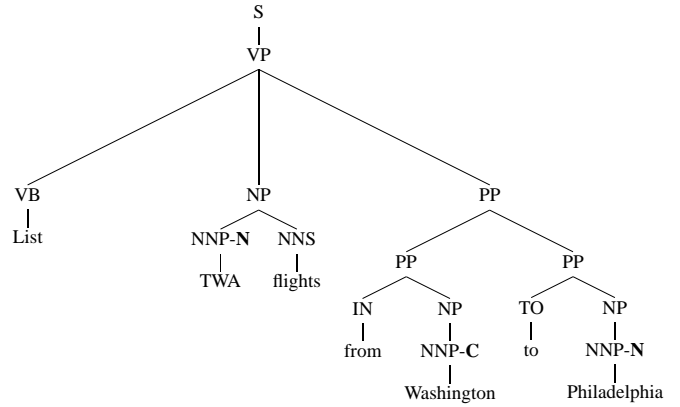 S
VP
VB NP PP
List NNP-N NNS PP PP
TWA flights IN NP TO NP
from NNP-C to NNP-N
Washington Philadelphia